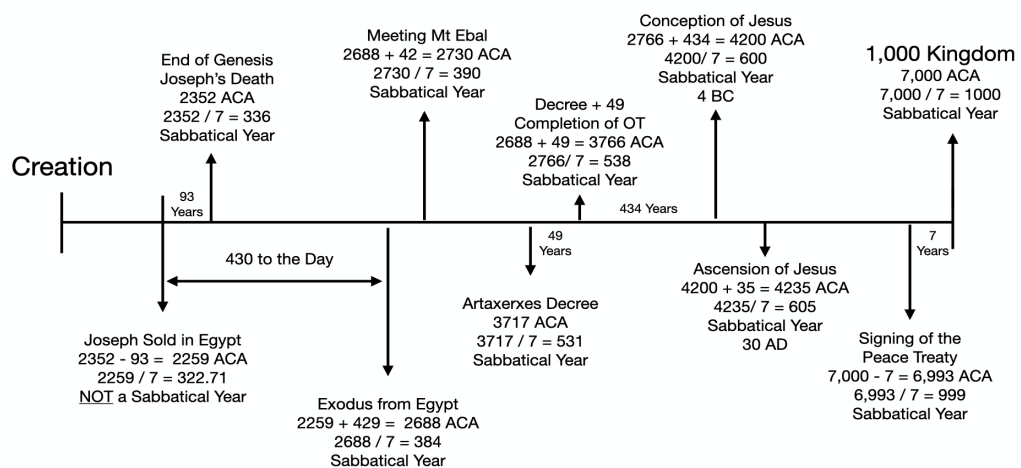 Creation
End of Genesis
Joseph's Death
2352 ACA
2352 / 7 = 336
Sabbatical Year
93
Years
Meeting Mt Ebal
2688 + 42 = 2730 ACA
2730 / 7 = 390
Sabbatical Year
Decree + 49
Completion of OT
2688 + 49 = 3766 ACA
2766/ 7 = 538
Sabbatical Year
Conception of Jesus
2766 + 434 = 4200 ACA
4200/ 7 = 600
Sabbatical Year
4 BC
1,000 Kingdom
7,000 ACA
7,000 / 7 = 1000
Sabbatical Year
434 Years
49
Years
7
Years
430 to the Day
Joseph Sold in Egypt
2352 - 93 = 2259 ACA
2259 / 7 = 322.71
NOT a Sabbatical Year
Exodus from Egypt
2259 + 429 = 2688 ACA
2688 / 7 = 384
Sabbatical Year
Artaxerxes Decree
3717 ACA
3717 / 7 = 531
Sabbatical Year
Ascension of Jesus
4200 + 35 = 4235 ACA
4235/ 7 = 605
Sabbatical Year
30 AD
Signing of the
Peace Treaty
7,000 - 7 = 6,993 ACA
6,993 / 7 = 999
Sabbatical Year